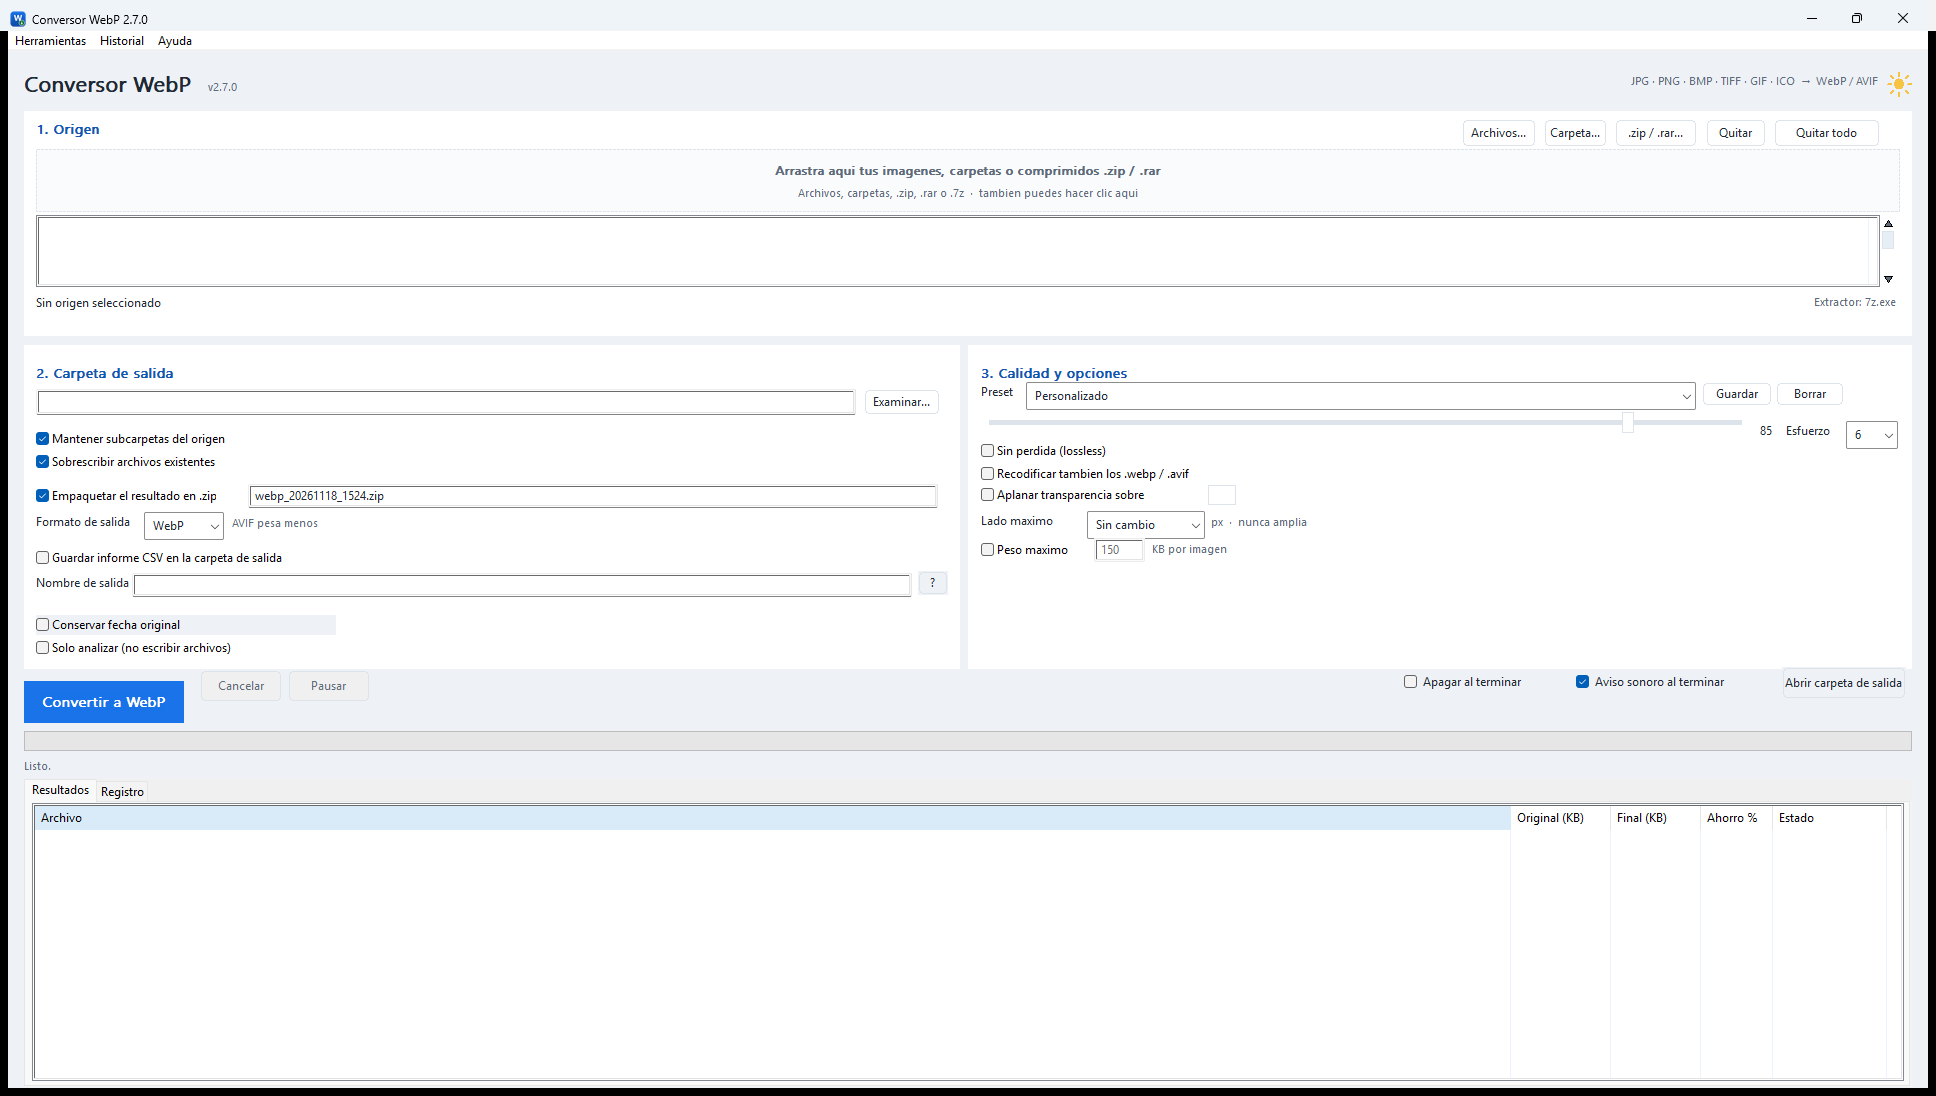 Conversor WebP 2.7.0
Herramientas Historial Ayuda
Conversor WebP v2.7.0
JPG · PNG · BMP · TIFF · GIF · ICO → WebP / AVIF
1. Origen
Archivos... Carpeta... .zip / .rar... Quitar Quitar todo
Arrastra aqui tus imagenes, carpetas o comprimidos .zip / .rar
Archivos, carpetas, .zip, .rar o .7z · tambien puedes hacer clic aqui
Sin origen seleccionado
Extractor: 7z.exe
2. Carpeta de salida
Examinar...
Mantener subcarpetas del origen
Sobrescribir archivos existentes
Empaquetar el resultado en .zip webp_20261118_1524.zip
Formato de salida WebP AVIF pesa menos
Guardar informe CSV en la carpeta de salida
Nombre de salida ?
Conservar fecha original
Solo analizar (no escribir archivos)
3. Calidad y opciones
Preset Personalizado Guardar Borrar
85 Esfuerzo 6
Sin perdida (lossless)
Recodificar tambien los .webp / .avif
Aplanar transparencia sobre
Lado maximo Sin cambio px · nunca amplia
Peso maximo 150 KB por imagen
Convertir a WebP Cancelar Pausar
Apagar al terminar Aviso sonoro al terminar Abrir carpeta de salida
Listo.
Resultados Registro
Archivo Original (KB) Final (KB) Ahorro % Estado